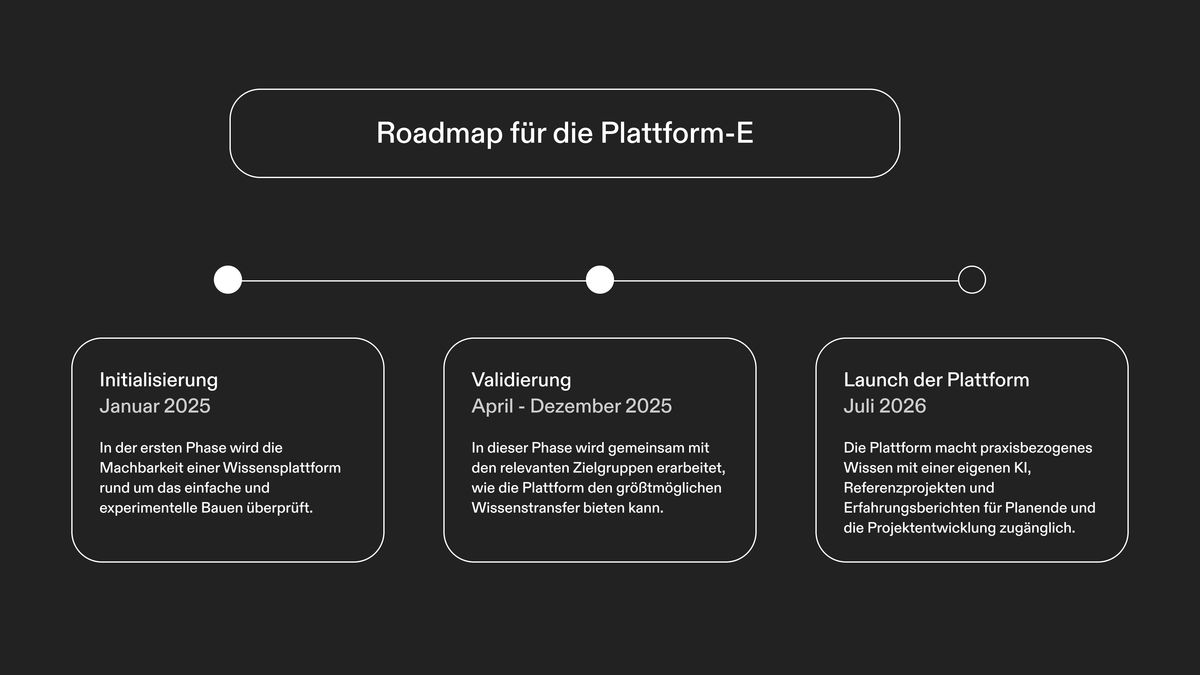 Roadmap für die Plattform-E
Initialisierung
Januar 2025
In der ersten Phase wird die
Machbarkeit einer Wissensplattform
rund um das einfache und
experimentelle Bauen überprüft.
Validierung
April - Dezember 2025
In dieser Phase wird gemeinsam mit
den relevanten Zielgruppen erarbeitet,
wie die Plattform den größtmöglichen
Wissenstransfer bieten kann.
Launch der Plattform
Juli 2026
Die Plattform macht praxisbezogenes
Wissen mit einer eigenen KI,
Referenzprojekten und
Erfahrungsberichten für Planende und
die Projektentwicklung zugänglich.